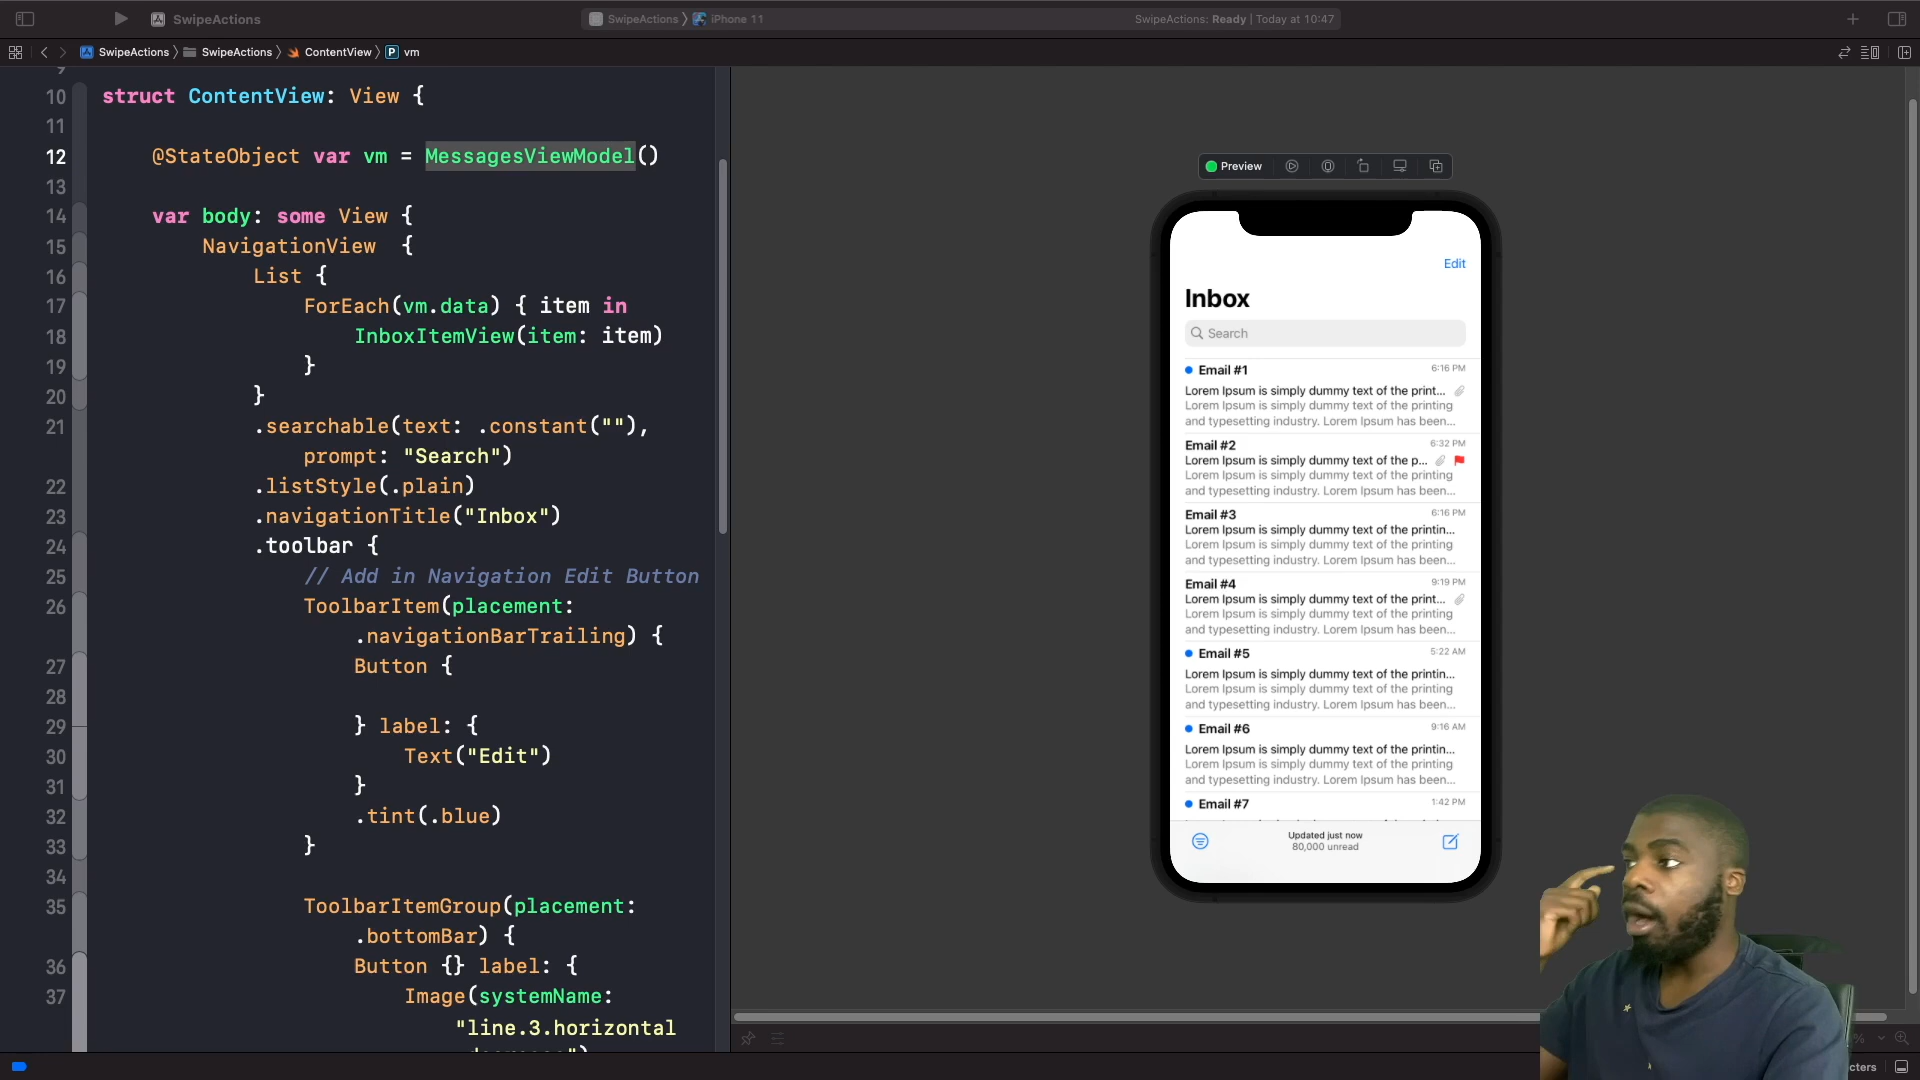 SwipeActions
SwipeActions iPhone 11
SwipeActions: Ready | Today at 10:47
SwipeActions SwipeActions ContentView P vm
9
10 struct ContentView: View {
11
12 @StateObject var vm = MessagesViewModel()
13
14 var body: some View {
15 NavigationView {
16 List {
17 ForEach(vm.data) { item in
18 InboxItemView(item: item)
19 }
20 }
21 .searchable(text: .constant(""),
prompt: "Search")
22 .listStyle(.plain)
23 .navigationTitle("Inbox")
24 .toolbar {
25 // Add in Navigation Edit Button
26 ToolbarItem(placement:
.navigationBarTrailing) {
27 Button {
28
29 } label: {
30 Text("Edit")
31 }
32 .tint(.blue)
33 }
34
35 ToolbarItemGroup(placement:
.bottomBar) {
36 Button {} label: {
37 Image(systemName:
"line.3.horizontal
Preview
Edit
Inbox
Search
Email #1 6:16 PM
Lorem Ipsum is simply dummy text of the print...
Lorem Ipsum is simply dummy text of the printing
and typesetting industry. Lorem Ipsum has been...
Email #2 6:32 PM
Lorem Ipsum is simply dummy text of the p...
Lorem Ipsum is simply dummy text of the printing
and typesetting industry. Lorem Ipsum has been...
Email #3 6:16 PM
Lorem Ipsum is simply dummy text of the printin...
Lorem Ipsum is simply dummy text of the printing
and typesetting industry. Lorem Ipsum has been...
Email #4 9:19 PM
Lorem Ipsum is simply dummy text of the print...
Lorem Ipsum is simply dummy text of the printing
and typesetting industry. Lorem Ipsum has been...
Email #5 5:22 AM
Lorem Ipsum is simply dummy text of the printin...
Lorem Ipsum is simply dummy text of the printing
and typesetting industry. Lorem Ipsum has been...
Email #6 9:16 AM
Lorem Ipsum is simply dummy text of the printin...
Lorem Ipsum is simply dummy text of the printing
and typesetting industry. Lorem Ipsum has been...
Email #7 1:42 PM
Updated just now
80,000 unread
%
cters